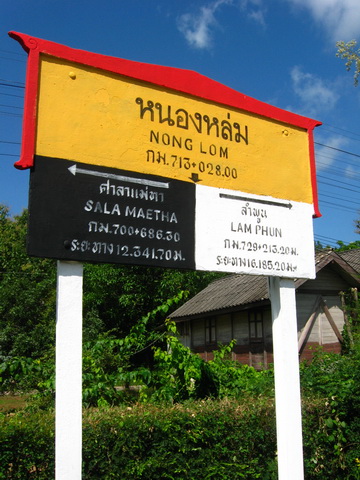 หนองหล่ม
NONG LOM
กม.713+028.00
ศาลาแม่ทา
SALA MAETHA
กม.700+686.30
ระยะทาง12.341.70ม.
ลำพูน
LAM PHUN
กม.729+213.20ม.
ระยะทาง16.185.20ม.